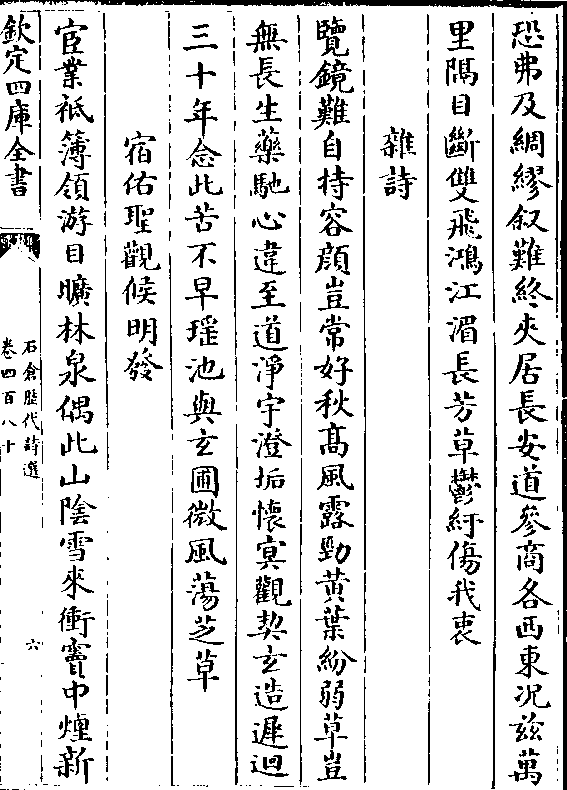 恐弗及綢繆叙難終夾居長安道參商各西東况兹萬
里隅目斷雙飛鴻江湄長芳草鬱紆傷我衷
雜詩
覽鏡難自持容顔豈常好秋髙風露勁黄葉紛弱草豈
無長生藥馳心違至道淨宇澄垢懐冥觀契玄造遲迴
三十年念此苦不早瑶池與玄圃微風蕩芝草
宿佑聖觀候明發
宦業祗簿領游目曠林泉偶此山陰雪來衝竇中煙新
欽定四庫全書
石倉歴代詩選
卷四百八十
六